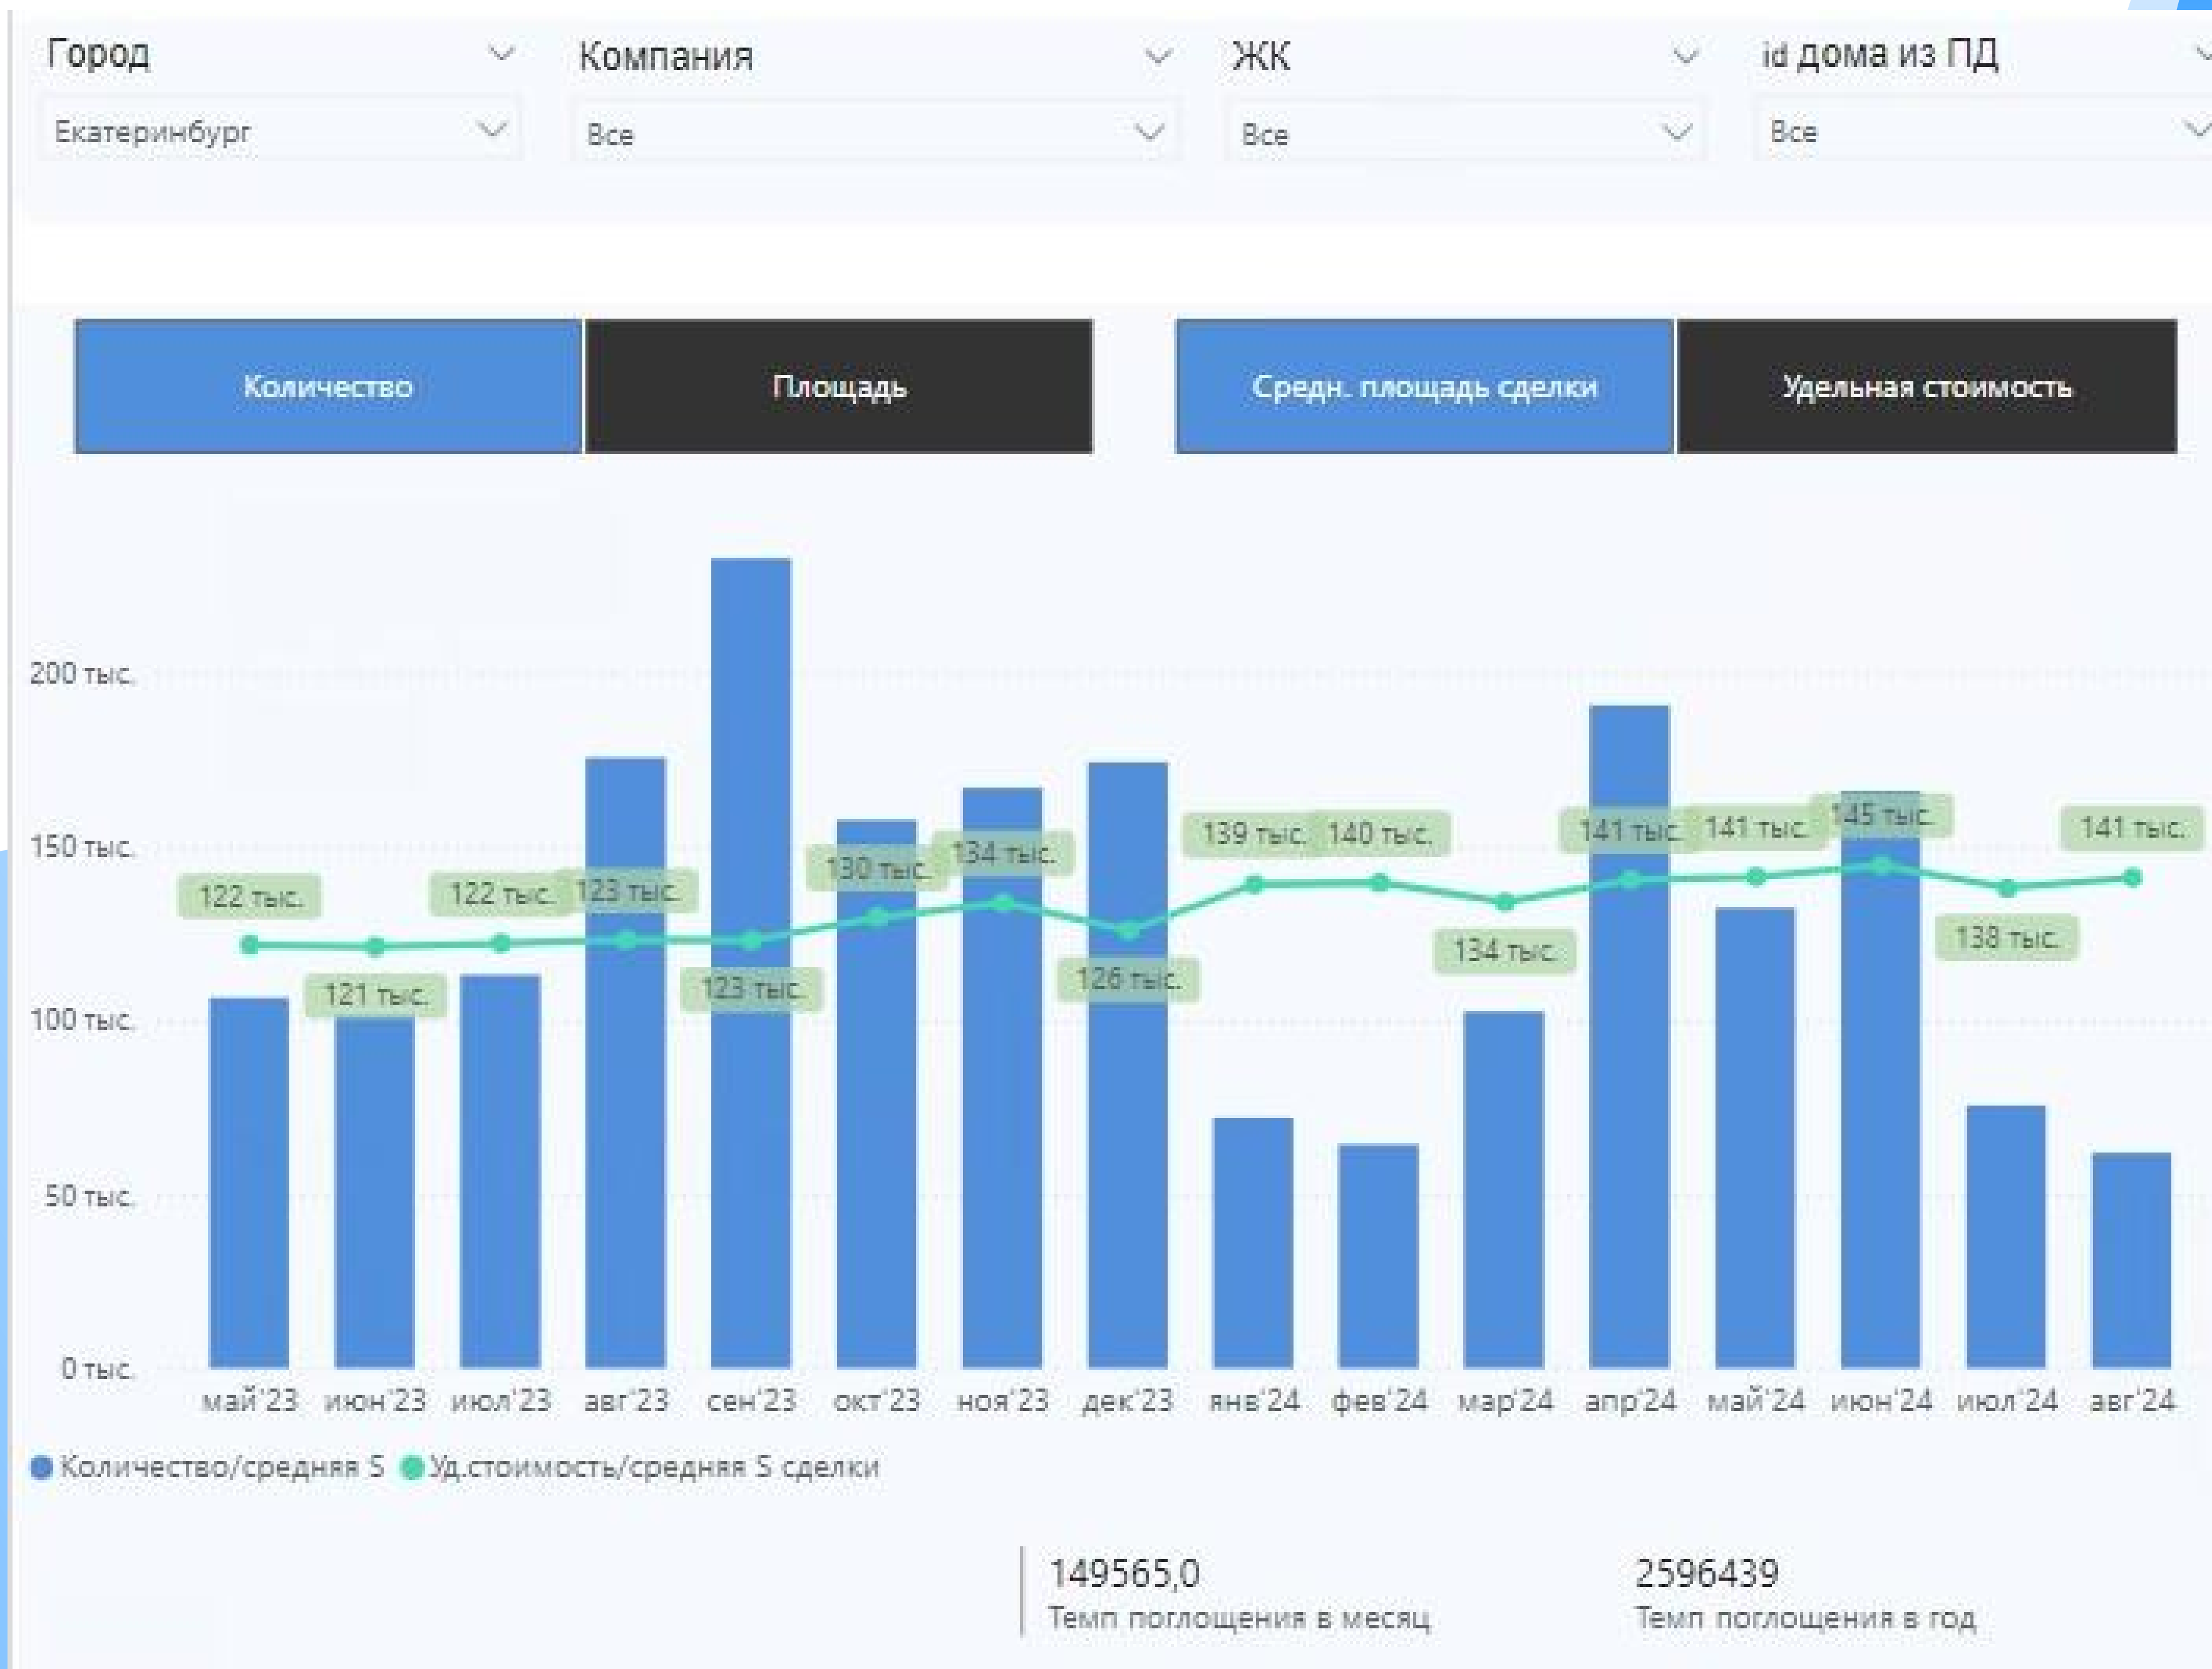 Город Компания ЖК id дома из ПД
Екатеринбург Все Все Все
Количество Площадь Средн. площадь сделки Удельная стоимость
200 тыс.
150 тыс.
100 тыс.
50 тыс.
0 тыс.
122 тыс. 121 тыс. 122 тыс. 123 тыс. 123 тыс. 130 тыс. 134 тыс. 126 тыс. 139 тыс. 140 тыс. 134 тыс. 141 тыс. 141 тыс. 145 тыс. 138 тыс. 141 тыс.
май'23 июн'23 июл'23 авг'23 сен'23 окт'23 ноя'23 дек'23 янв'24 фев'24 мар'24 апр'24 май'24 июн'24 июл'24 авг'24
Количество/средняя S Уд.стоимость/средняя S сделки
149565,0 2596439
Темп поглощения в месяц Темп поглощения в год